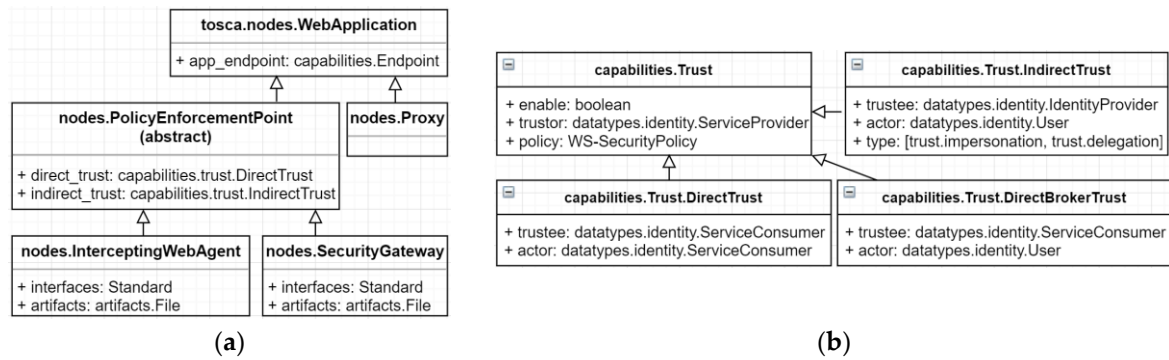 tosca.nodes.WebApplication
+ app_endpoint: capabilities.Endpoint
nodes.PolicyEnforcementPoint
(abstract)
+ direct_trust: capabilities.trust.DirectTrust
+ indirect_trust: capabilities.trust.IndirectTrust
nodes.Proxy
nodes.InterceptingWebAgent
+ interfaces: Standard
+ artifacts: artifacts.File
nodes.SecurityGateway
+ interfaces: Standard
+ artifacts: artifacts.File
(a)
capabilities.Trust
+ enable: boolean
+ trustor: datatypes.identity.ServiceProvider
+ policy: WS-SecurityPolicy
capabilities.Trust.IndirectTrust
+ trustee: datatypes.identity.IdentityProvider
+ actor: datatypes.identity.User
+ type: [trust.impersonation, trust.delegation]
capabilities.Trust.DirectTrust
+ trustee: datatypes.identity.ServiceConsumer
+ actor: datatypes.identity.ServiceConsumer
capabilities.Trust.DirectBrokerTrust
+ trustee: datatypes.identity.ServiceConsumer
+ actor: datatypes.identity.User
(b)